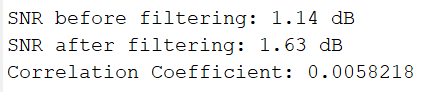 SNR before filtering: 1.14 dB
SNR after filtering: 1.63 dB
Correlation Coefficient: 0.0058218